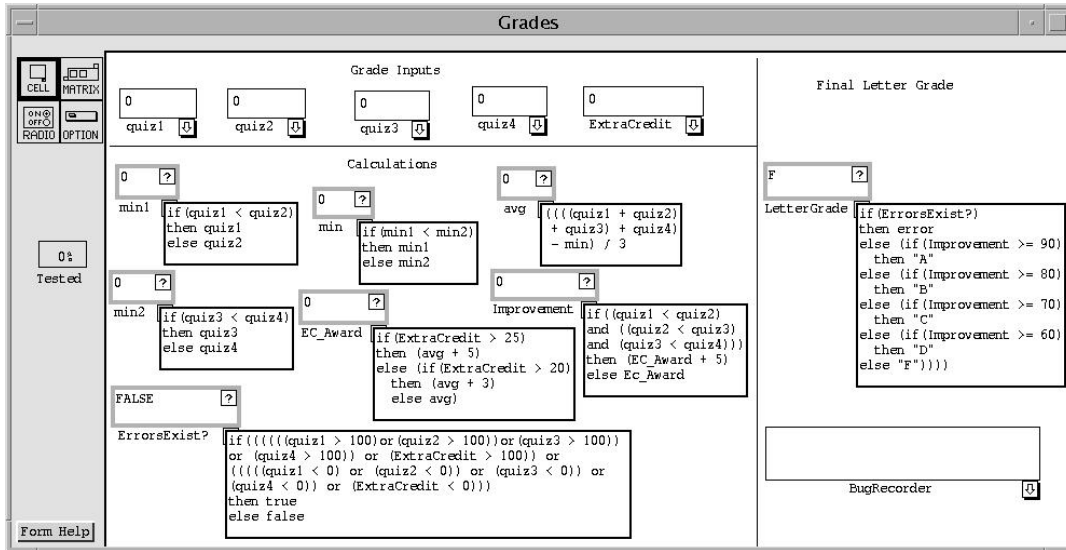 Grades
CELL MATRIX
ON OFF
RADIO OPTION
0%
Tested
Form Help
Grade Inputs
0
quiz1
0
quiz2
0
quiz3
0
quiz4
0
ExtraCredit
Calculations
0 ?
min1
if(quiz1 < quiz2)
then quiz1
else quiz2
0 ?
min
if(min1 < min2)
then min1
else min2
0 ?
avg
((((quiz1 + quiz2)
+ quiz3) + quiz4)
- min) / 3
0 ?
min2
if(quiz3 < quiz4)
then quiz3
else quiz4
0 ?
EC_Award
if(ExtraCredit > 25)
then (avg + 5)
else (if(ExtraCredit > 20)
then (avg + 3)
else avg)
0 ?
Improvement
if((quiz1 < quiz2)
and ((quiz2 < quiz3)
and (quiz3 < quiz4)))
then (EC_Award + 5)
else Ec_Award
FALSE ?
ErrorsExist?
if((((((quiz1 > 100)or(quiz2 > 100))or(quiz3 > 100))
or (quiz4 > 100)) or (ExtraCredit > 100)) or
(((((quiz1 < 0) or (quiz2 < 0)) or (quiz3 < 0)) or
(quiz4 < 0)) or (ExtraCredit < 0)))
then true
else false
Final Letter Grade
F ?
LetterGrade
if(ErrorsExist?)
then error
else (if(Improvement >= 90)
then "A"
else (if(Improvement >= 80)
then "B"
else (if(Improvement >= 70)
then "C"
else (if(Improvement >= 60)
then "D"
else "F"))))
BugRecorder